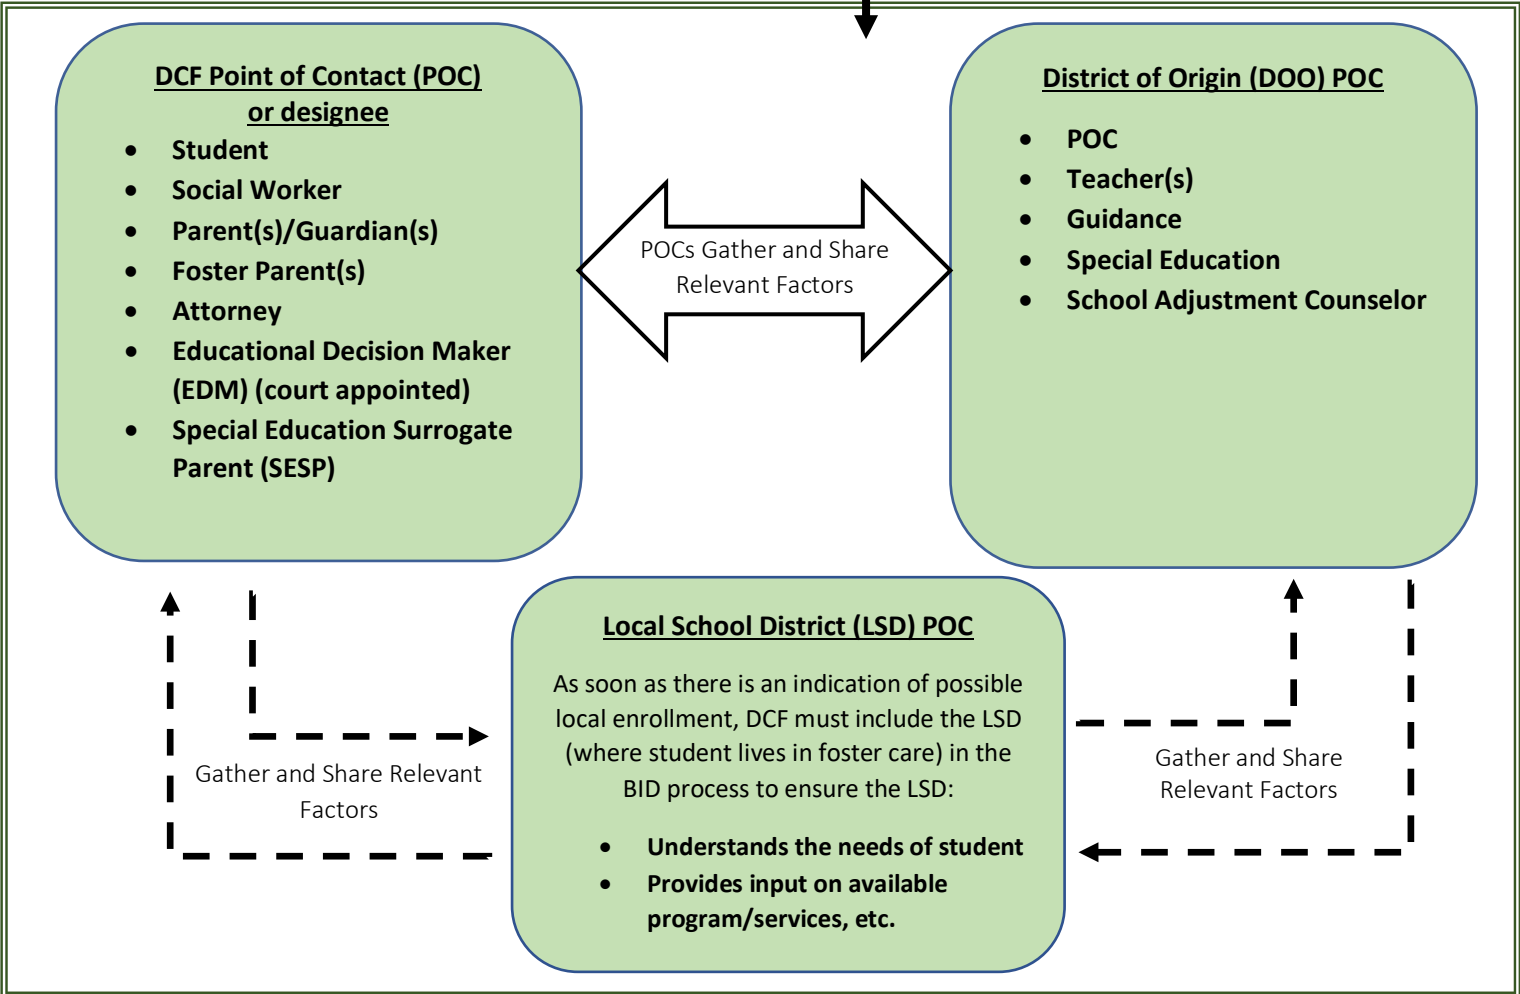 DCF Point of Contact (POC)
or designee
• Student
• Social Worker
• Parent(s)/Guardian(s)
• Foster Parent(s)
• Attorney
• Educational Decision Maker
(EDM) (court appointed)
• Special Education Surrogate
Parent (SESP)
POCs Gather and Share
Relevant Factors
District of Origin (DOO) POC
• POC
• Teacher(s)
• Guidance
• Special Education
• School Adjustment Counselor
Gather and Share Relevant
Factors
Local School District (LSD) POC
As soon as there is an indication of possible
local enrollment, DCF must include the LSD
(where student lives in foster care) in the
BID process to ensure the LSD:
• Understands the needs of student
• Provides input on available
program/services, etc.
Gather and Share
Relevant Factors